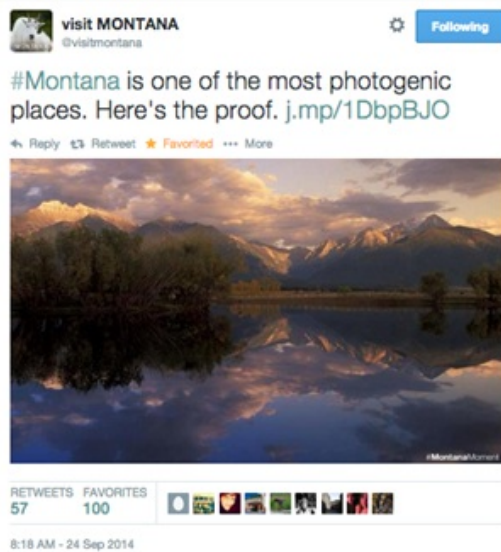 visit MONTANA
@visitmontana
Following
#Montana is one of the most photogenic
places. Here's the proof. j.mp/1DbpBJO
Reply Retweet Favorited More
#MontanaMoment
RETWEETS FAVORITES
57 100
8:18 AM - 24 Sep 2014